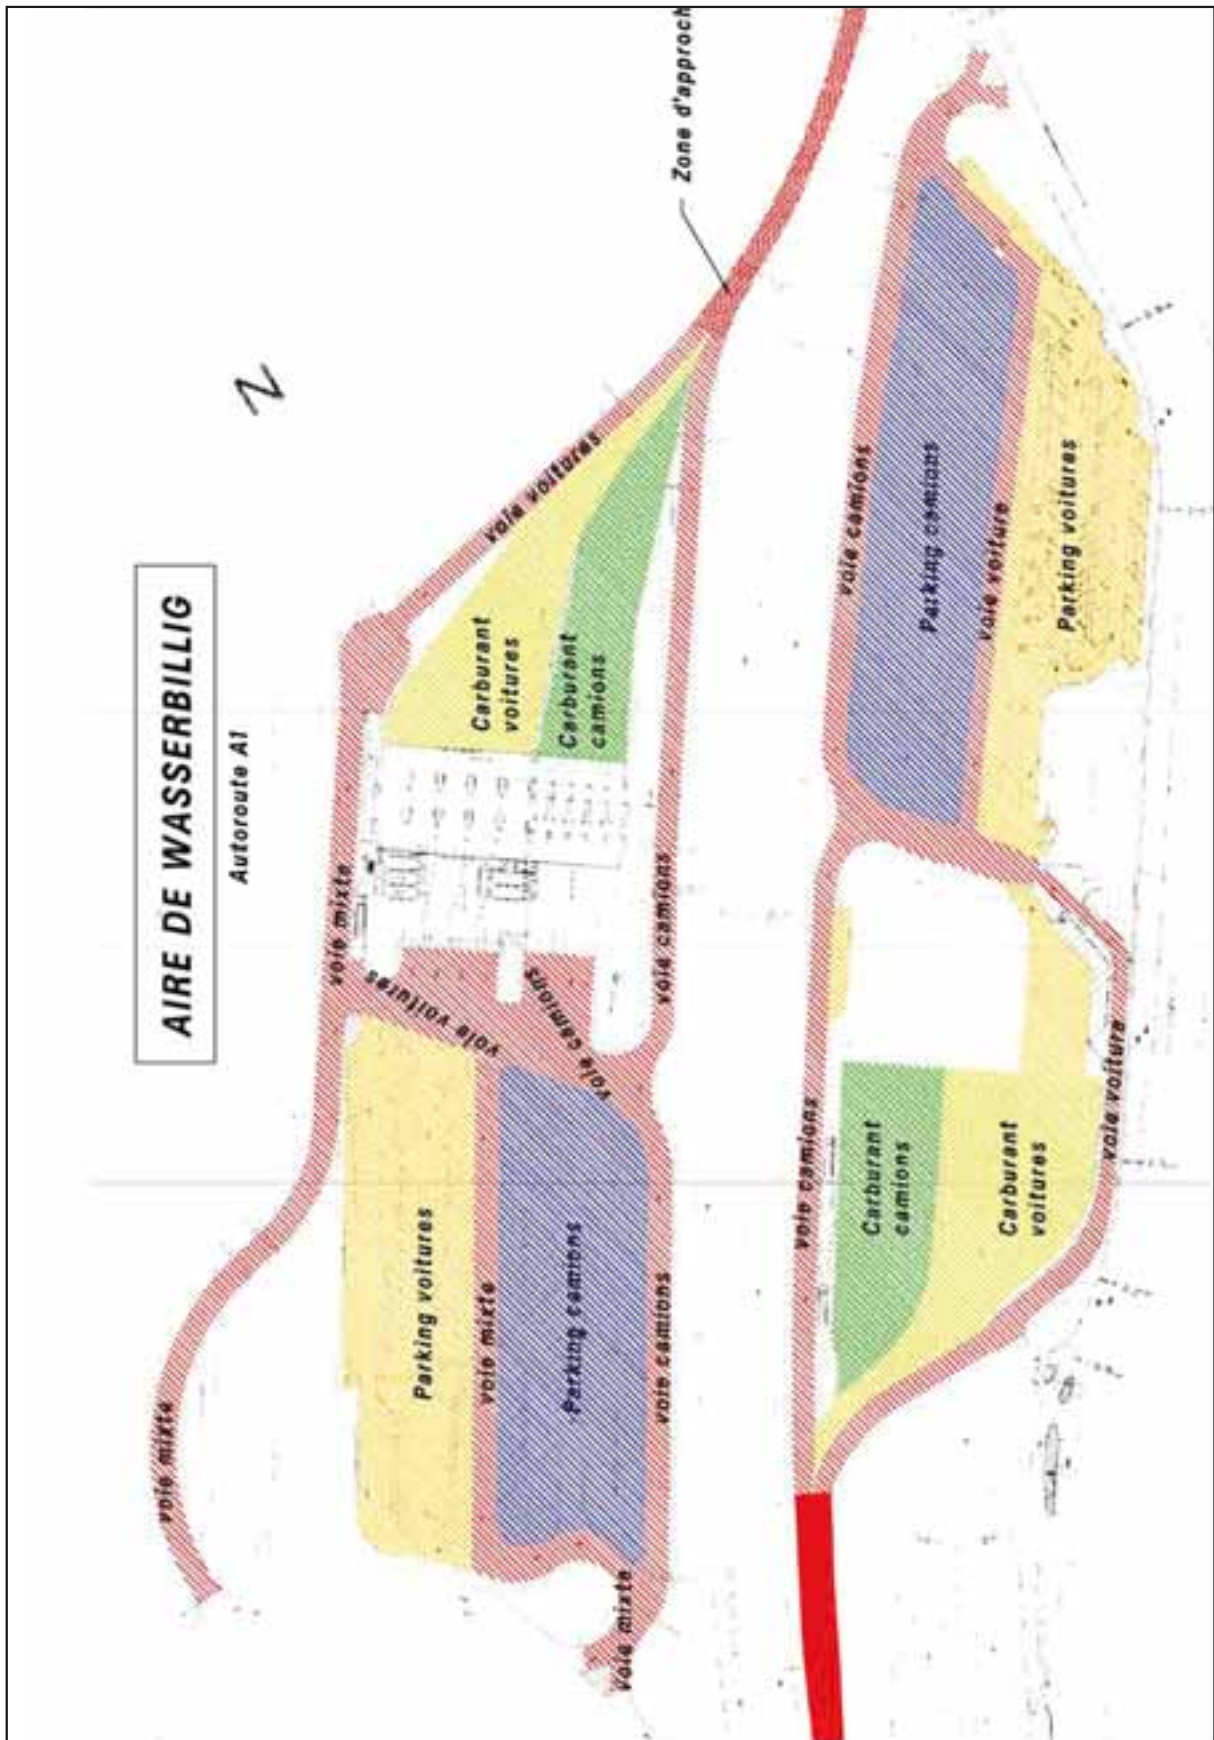 AIRE DE WASSERBILLIG
Autoroute A1
Zone d'approch
voie voitures
Carburant
voitures
Carburant
camions
voie mixte
voie camions
voie voitures
voie camions
Parking voitures
voie mixte
Parking camions
voie camions
voie mixte
voie mixte
voie camions
Parking camions
voie voiture
Parking voitures
voie camions
Carburant
camions
Carburant
voitures
voie voiture